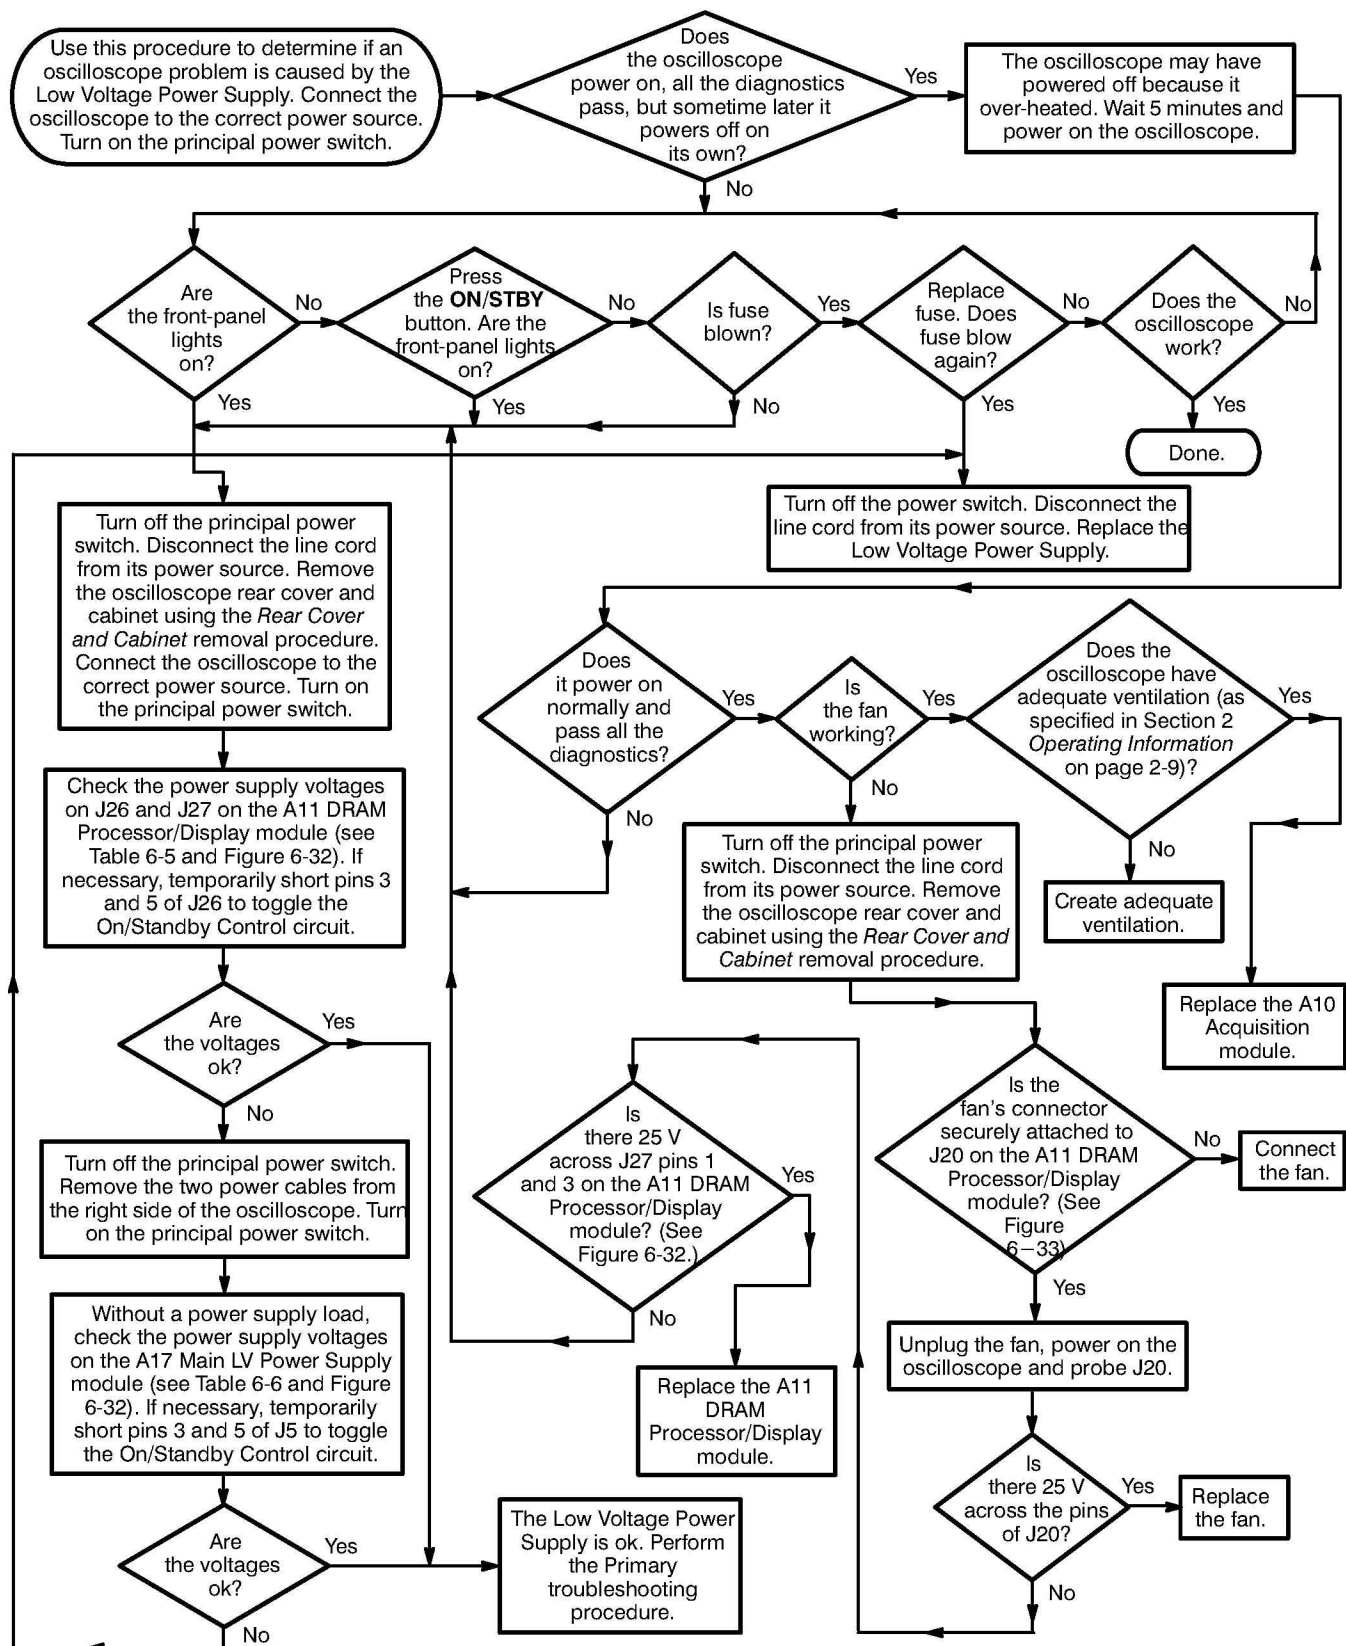 Use this procedure to determine if an
oscilloscope problem is caused by the
Low Voltage Power Supply. Connect the
oscilloscope to the correct power source.
Turn on the principal power switch.
Does
the oscilloscope
power on, all the diagnostics
pass, but sometime later it
powers off on
its own?
Yes
The oscilloscope may have
powered off because it
over-heated. Wait 5 minutes and
power on the oscilloscope.
No
Are
the front-panel
lights
on?
No
Press
the ON/STBY
button. Are the
front-panel lights
on?
No
Is fuse
blown?
Yes
Replace
fuse. Does
fuse blow
again?
No
Does the
oscilloscope
work?
No
Yes
Yes
No
Yes
Yes
Done.
Turn off the power switch. Disconnect the
line cord from its power source. Replace the
Low Voltage Power Supply.
Turn off the principal power
switch. Disconnect the line cord
from its power source. Remove
the oscilloscope rear cover and
cabinet using the Rear Cover
and Cabinet removal procedure.
Connect the oscilloscope to the
correct power source. Turn on
the principal power switch.
Does
it power on
normally and
pass all the
diagnostics?
Yes
Is
the fan
working?
Yes
Does the
oscilloscope have
adequate ventilation (as
specified in Section 2
Operating Information
on page 2-9)?
Yes
No
No
No
Check the power supply voltages
on J26 and J27 on the A11 DRAM
Processor/Display module (see
Table 6-5 and Figure 6-32). If
necessary, temporarily short pins 3
and 5 of J26 to toggle the
On/Standby Control circuit.
Turn off the principal power
switch. Disconnect the line cord
from its power source. Remove
the oscilloscope rear cover and
cabinet using the Rear Cover and
Cabinet removal procedure.
Create adequate
ventilation.
Replace the A10
Acquisition
module.
Are
the voltages
ok?
Yes
No
Is
there 25 V
across J27 pins 1
and 3 on the A11 DRAM
Processor/Display
module? (See
Figure 6-32.)
Yes
No
Is the
fan's connector
securely attached to
J20 on the A11 DRAM
Processor/Display
module? (See
Figure
6–33)
No
Connect
the fan.
Yes
Turn off the principal power switch.
Remove the two power cables from
the right side of the oscilloscope. Turn
on the principal power switch.
Without a power supply load,
check the power supply voltages
on the A17 Main LV Power Supply
module (see Table 6-6 and Figure
6-32). If necessary, temporarily
short pins 3 and 5 of J5 to toggle
the On/Standby Control circuit.
Replace the A11
DRAM
Processor/Display
module.
Unplug the fan, power on the
oscilloscope and probe J20.
Is
there 25 V
across the pins
of J20?
Yes
Replace
the fan.
No
Are
the voltages
ok?
Yes
The Low Voltage Power
Supply is ok. Perform
the Primary
troubleshooting
procedure.
No